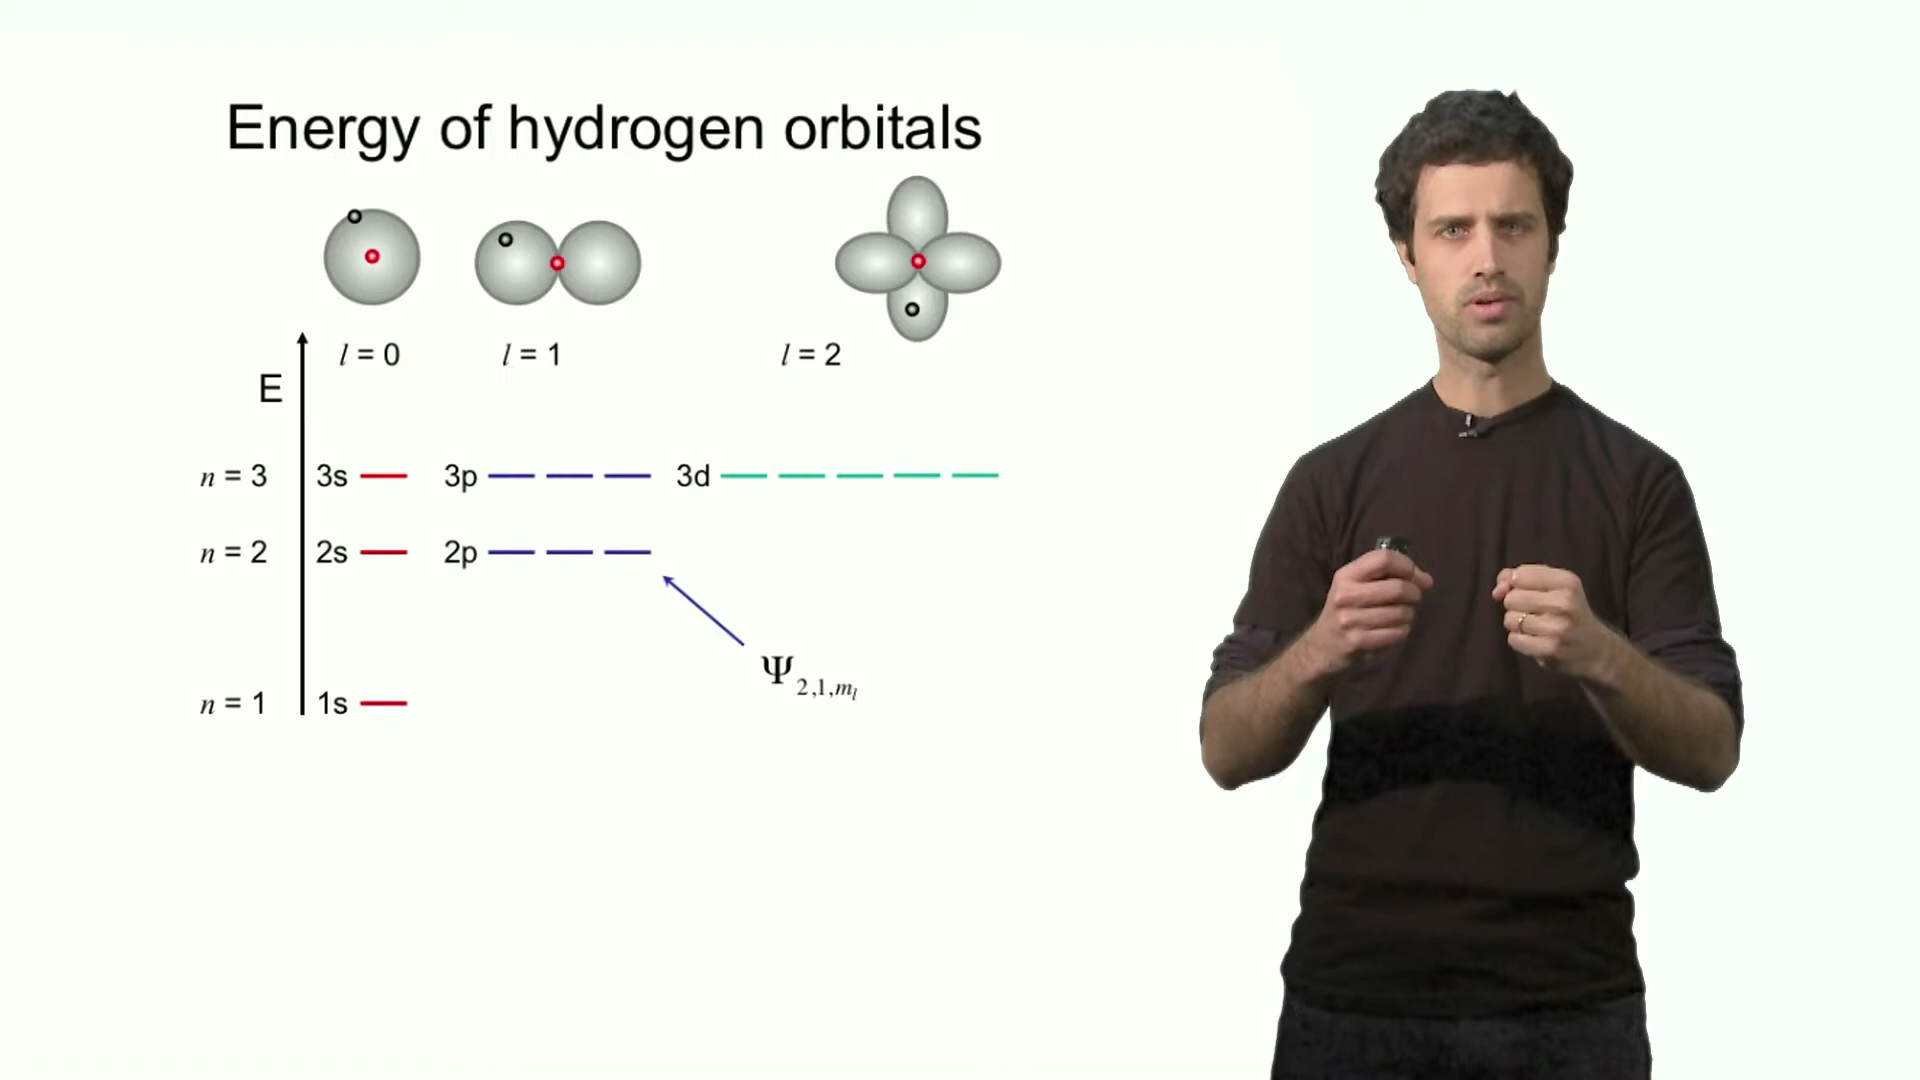 Energy of hydrogen orbitals
l = 0 l = 1 l = 2
E
n = 3 3s 3p 3d
n = 2 2s 2p
Ψ2,1,ml
n = 1 1s